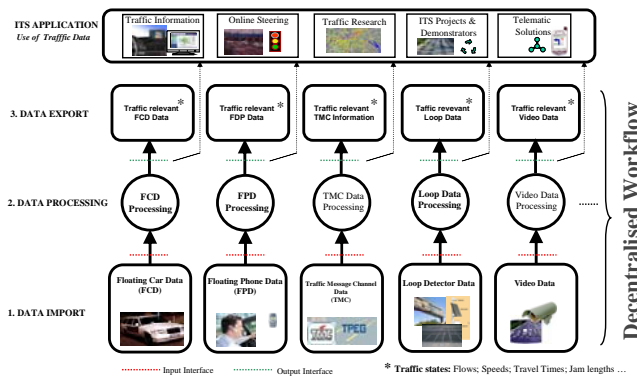 ITS APPLICATION
Use of Trafffic Data
Traffic Information
Online Steering
Traffic Research
ITS Projects &
Demonstrators
Telematic
Solutions
3. DATA EXPORT
Traffic relevant *
FCD Data
Traffic relevant *
FDP Data
Traffic relevant *
TMC Information
Taffic revevant *
Loop Data
Traffic relevant *
Video Data
2. DATA PROCESSING
FCD
Processing
FPD
Processing
TMC Data
Processing
Loop Data
Processing
Video Data
Processing
........
1. DATA IMPORT
Floating Car Data
(FCD)
Floating Phone Data
(FPD)
Traffic Message Channel
Data
(TMC)
TPEG
Loop Detector Data
Video Data
Decentralised Workflow
Input Interface
Output Interface
* Traffic states: Flows; Speeds; Travel Times; Jam lengths ...